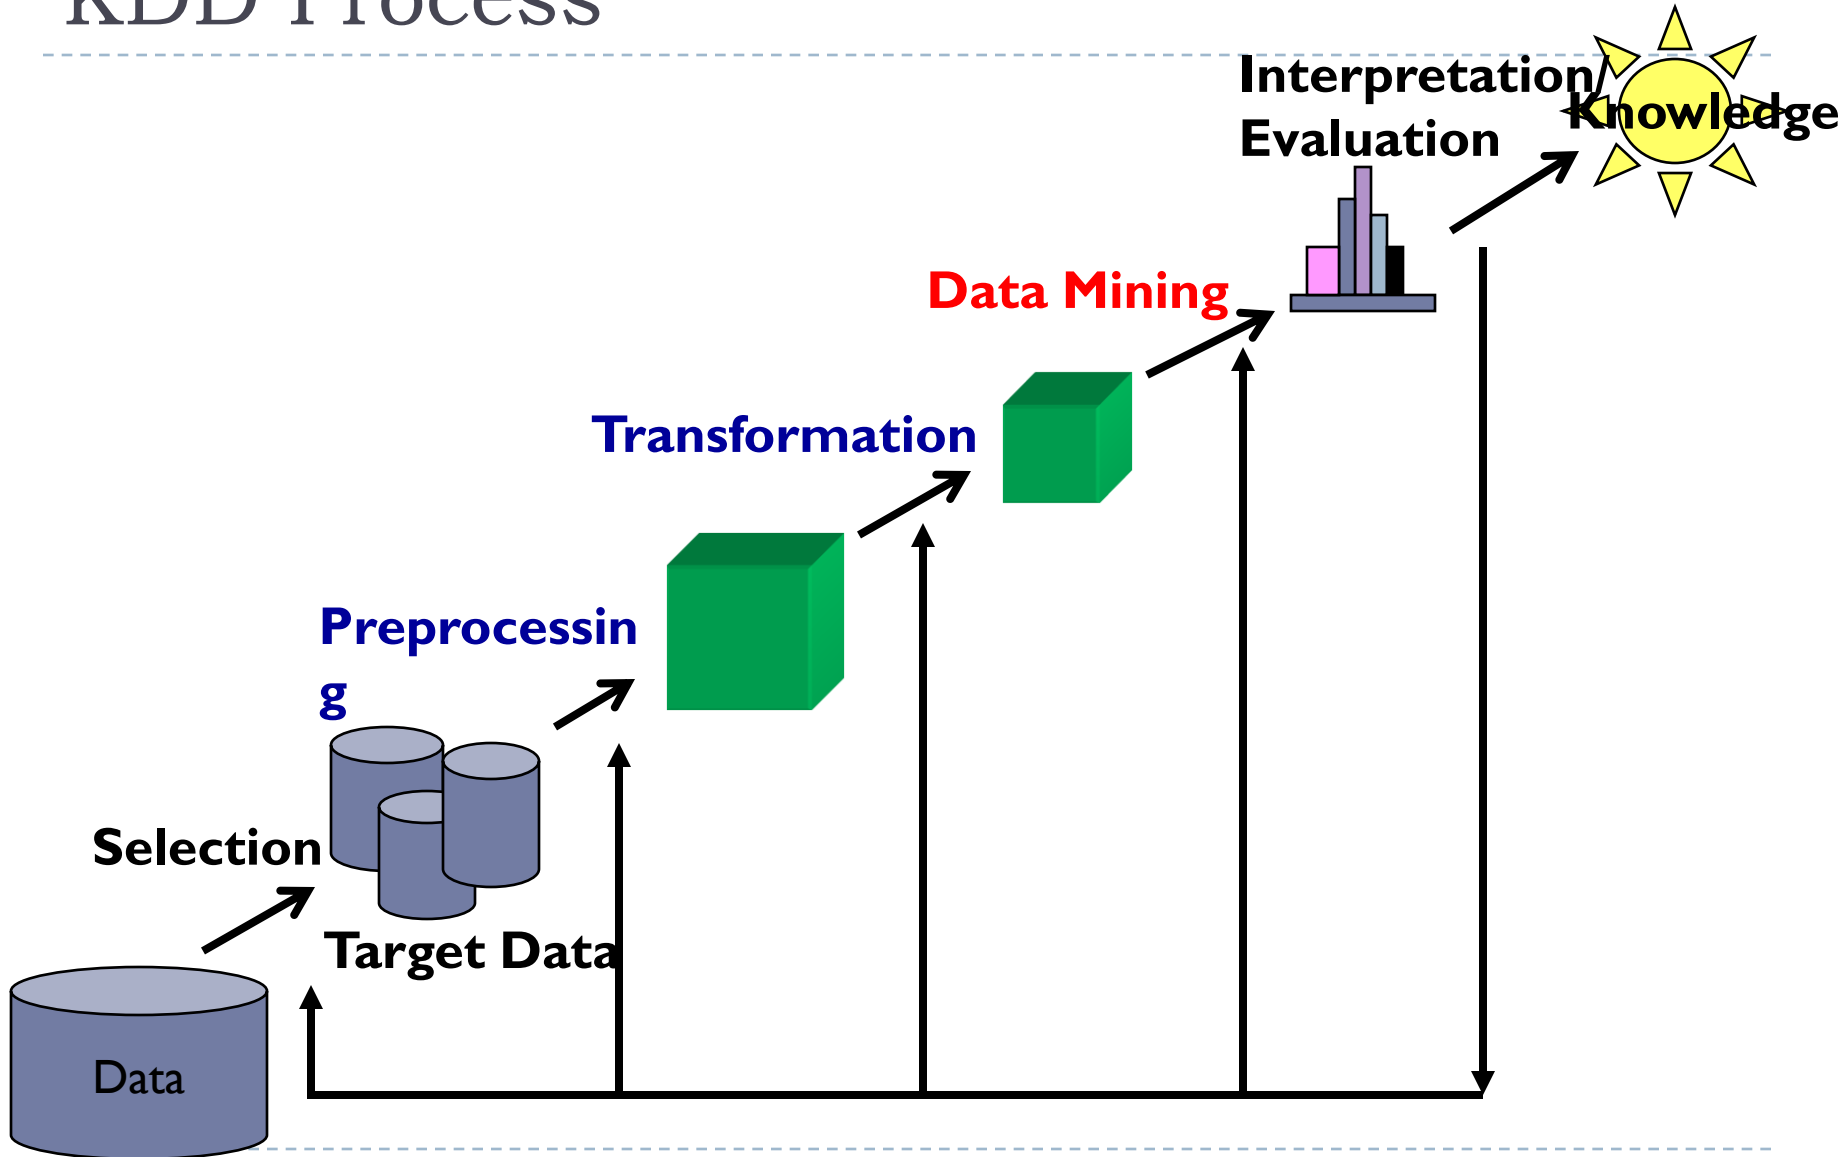 KDD Process
Interpretation/
Evaluation
Knowledge
Data Mining
Transformation
Preprocessin
g
Selection
Target Data
Data